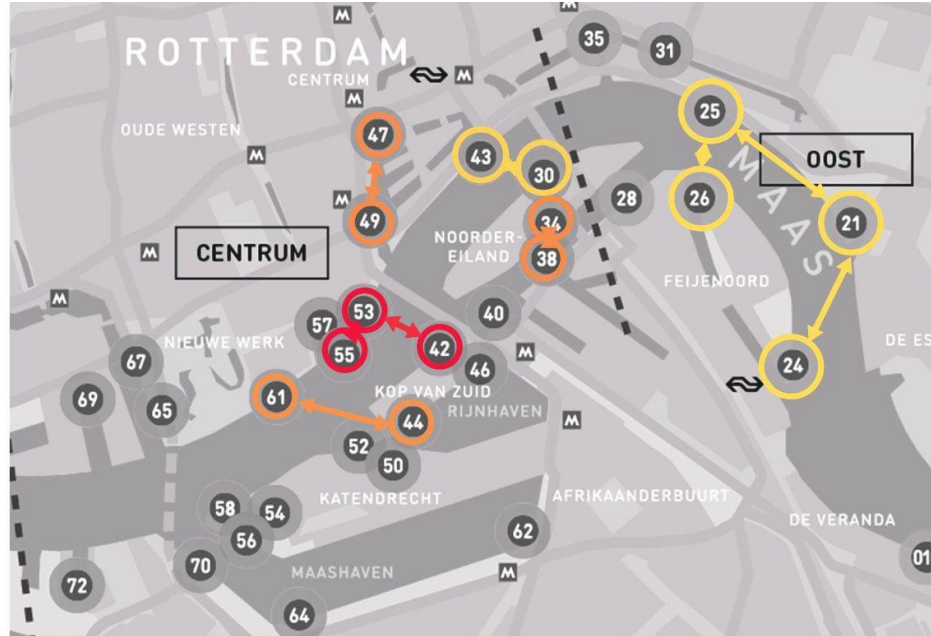 M
M
ROTTERDAM
CENTRUM
M
M
35
31
25
47
OUDE WESTEN
M
43
30
OOST
MAAS
M
49
34
28
26
21
NOORDER-
EILAND
38
M
CENTRUM
FEIJENOORD
M
53
57
40
42
55
M
NIEUWE WERK
67
46
DE ES
24
69
65
61
KOP VAN ZUID
RIJNHAVEN
44
M
52
50
KATENDRECHT
AFRIKAANDERBUURT
58
54
56
62
DE VERANDA
01
70
72
MAASHAVEN
M
64